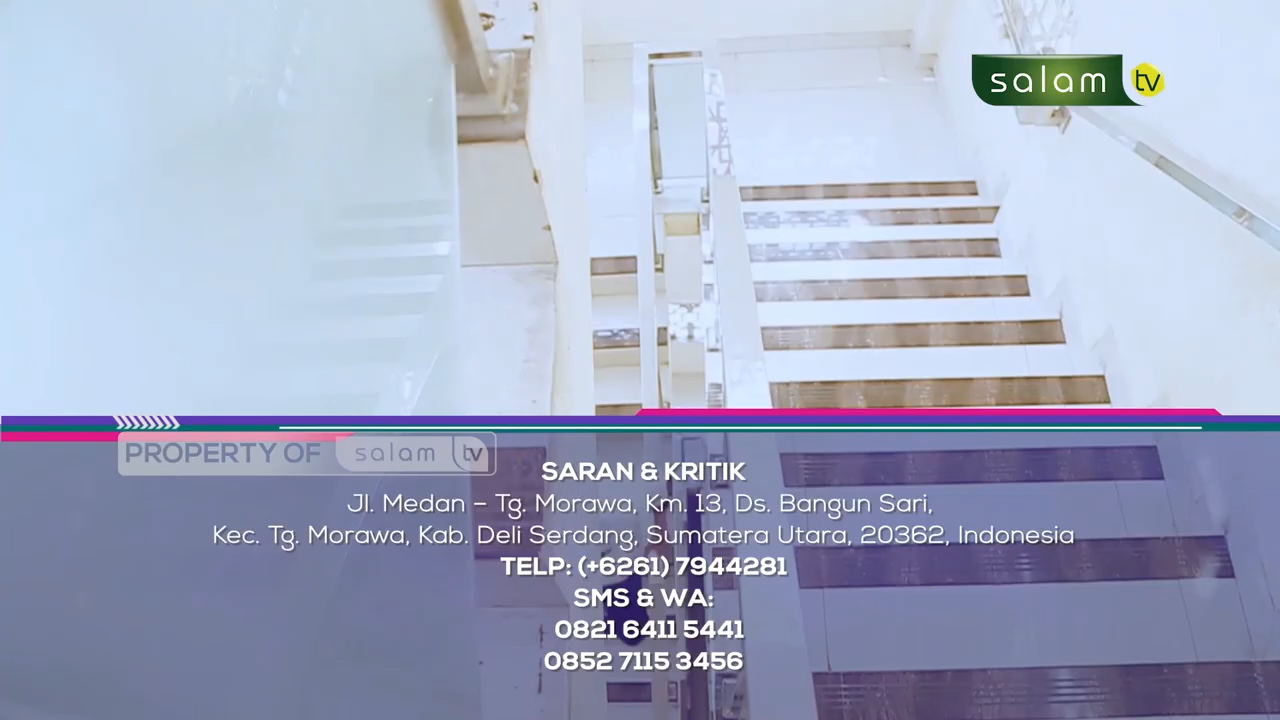 salam tv
PROPERTY OF salam tv
SARAN & KRITIK
Jl. Medan – Tg. Morawa, Km. 13, Ds. Bangun Sari,
Kec. Tg. Morawa, Kab. Deli Serdang, Sumatera Utara, 20362, Indonesia
TELP: (+6261) 7944281
SMS & WA:
0821 6411 5441
0852 7115 3456